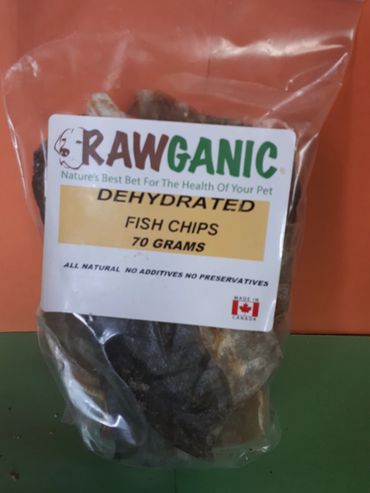 RAWGANIC®
Nature's Best Bet For The Health Of Your Pet
DEHYDRATED
FISH CHIPS
70 GRAMS
ALL NATURAL NO ADDITIVES NO PRESERVATIVES
MADE IN
CANADA